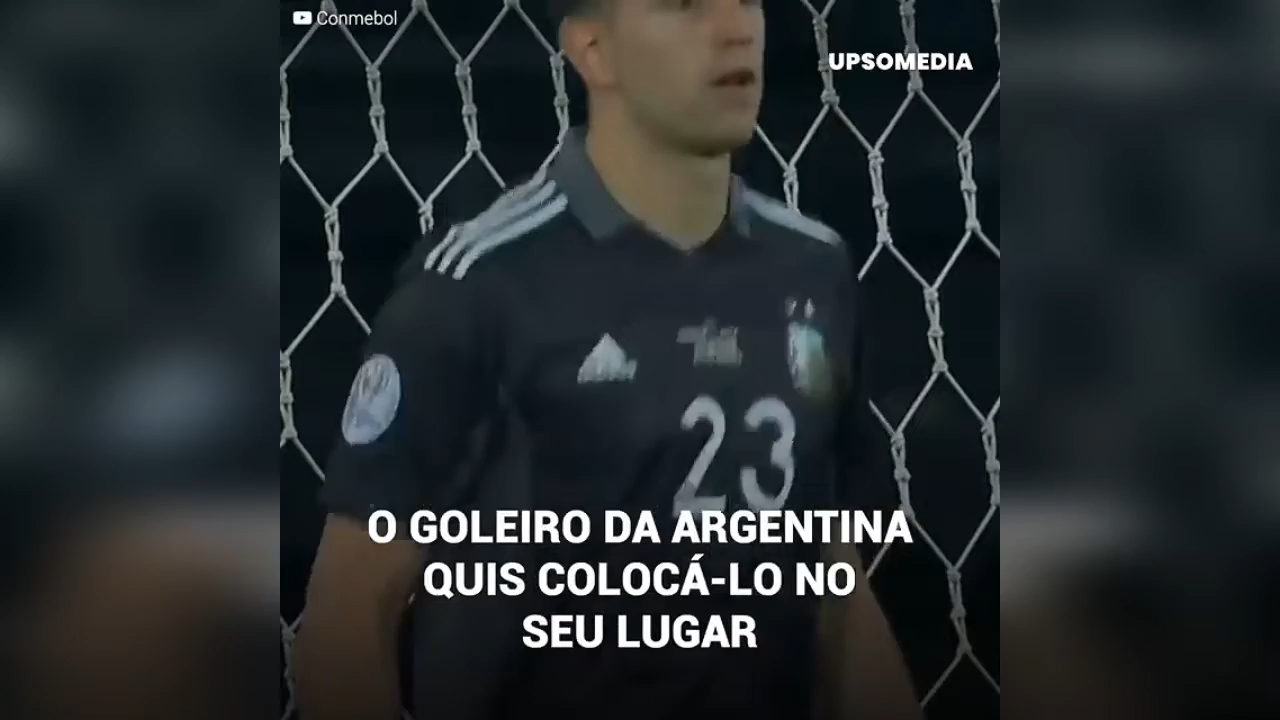 Conmebol
UPSOMEDIA
23
O GOLEIRO DA ARGENTINA
QUIS COLOCÁ-LO NO
SEU LUGAR